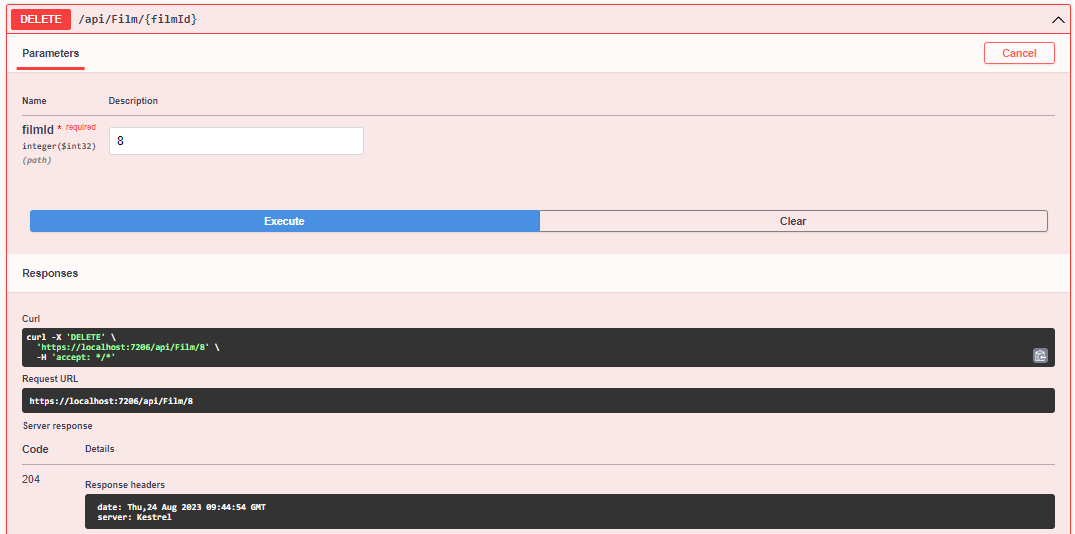 DELETE /api/Film/{filmId}
Parameters
Cancel
Name Description
filmId * required
integer($int32)
(path)
8
Execute Clear
Responses
Curl
curl -X 'DELETE' \
'https://localhost:7206/api/Film/8' \
-H 'accept: */*'
Request URL
https://localhost:7206/api/Film/8
Server response
Code Details
204
Response headers
date: Thu,24 Aug 2023 09:44:54 GMT
server: Kestrel